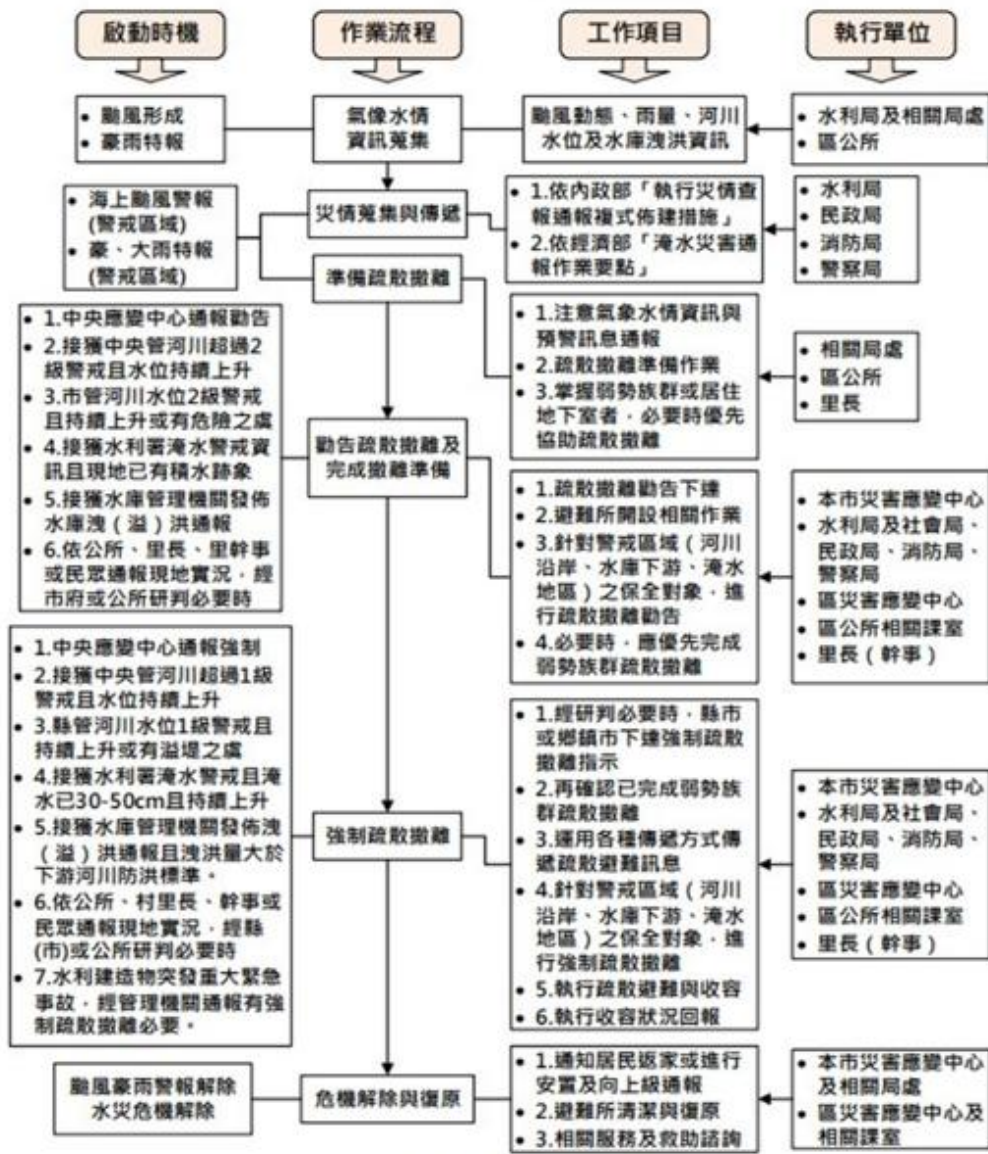 啟動時機
作業流程
工作項目
執行單位
• 颱風形成
• 豪雨特報
氣像水情
資訊蒐集
颱風動態、雨量、河川
水位及水庫洩洪資訊
• 水利局及相關局處
• 區公所
• 海上颱風警報
(警戒區域)
• 豪、大雨特報
(警戒區域)
災情蒐集與傳遞
• 1.依內政部「執行災情查
報通報複式佈建措施」
• 2.依經濟部「淹水災害通
報作業要點」
• 水利局
• 民政局
• 消防局
• 警察局
準備疏散撤離
• 1.注意氣象水情資訊與
預警訊息通報
• 2.疏散撤離準備作業
• 3.掌握弱勢族群或居住
地下室者，必要時優先
協助疏散撤離
• 相關局處
• 區公所
• 里長
• 1.中央應變中心通報勸告
• 2.接獲中央管河川超過2
級警戒且水位持續上升
• 3.市管河川水位2級警戒
且持續上升或有危險之虞
• 4.接獲水利署淹水警戒資
訊且現地已有積水跡象
• 5.接獲水庫管理機關發佈
水庫洩（溢）洪通報
• 6.依公所、里長、里幹事
或民眾通報現地實況，經
市府或公所研判必要時
勸告疏散撤離及
完成撤離準備
• 1.疏散撤離勸告下達
• 2.避難所開設相關作業
• 3.針對警戒區域（河川
沿岸、水庫下游、淹水
地區）之保全對象，進
行疏散撤離勸告
• 4.必要時，應優先完成
弱勢族群疏散撤離
• 本市災害應變中心
• 水利局及社會局、
民政局、消防局、
警察局
• 區災害應變中心
• 區公所相關課室
• 里長（幹事）
• 1.中央應變中心通報強制
• 2.接獲中央管河川超過1級
警戒且水位持續上升
• 3.縣管河川水位1級警戒且
持續上升或有溢堤之虞
• 4.接獲水利署淹水警戒且淹
水已30-50cm且持續上升
• 5.接獲水庫管理機關發佈洩
（溢）洪通報且洩洪量大於
下游河川防洪標準。
• 6.依公所、村里長、幹事或
民眾通報現地實況，經縣
(市)或公所研判必要時
• 7.水利建造物突發重大緊急
事故，經管理機關通報有強
制疏散撤離必要。
強制疏散撤離
• 1.經研判必要時，縣市
或鄉鎮市下達強制疏散
撤離指示
• 2.再確認已完成弱勢族
群疏散撤離
• 3.運用各種傳遞方式傳
遞疏散避難訊息
• 4.針對警戒區域（河川
沿岸、水庫下游、淹水
地區）之保全對象，進
行強制疏散撤離
• 5.執行疏散避難與收容
• 6.執行收容狀況回報
• 本市災害應變中心
• 水利局及社會局、
民政局、消防局、
警察局
• 區災害應變中心
• 區公所相關課室
• 里長（幹事）
颱風豪雨警報解除
水災危機解除
危機解除與復原
• 1.通知居民返家或進行
安置及向上級通報
• 2.避難所清潔與復原
• 3.相關服務及救助諮詢
• 本市災害應變中心
及相關局處
• 區災害應變中心及
相關課室